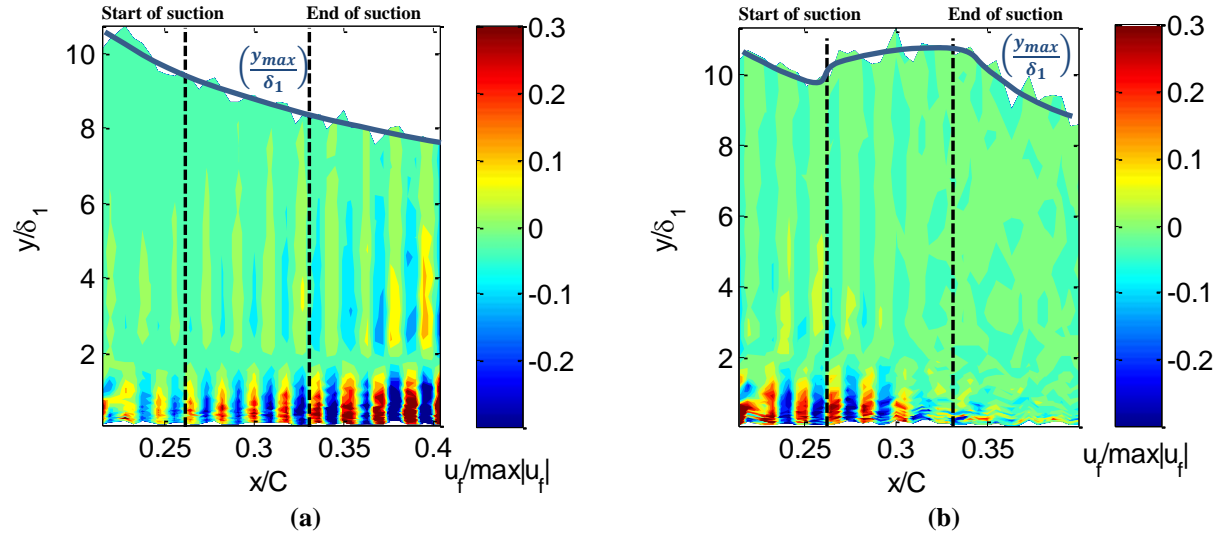 Start of suction
End of suction
(y_max/δ_1)
10
8
6
4
2
y/δ_1
0.25
0.3
0.35
0.4
x/C
0.3
0.2
0.1
0
-0.1
-0.2
u_f/max|u_f|
(a)
Start of suction
End of suction
(y_max/δ_1)
10
8
6
4
2
y/δ_1
0.25
0.3
0.35
x/C
0.3
0.2
0.1
0
-0.1
-0.2
u_f/max|u_f|
(b)